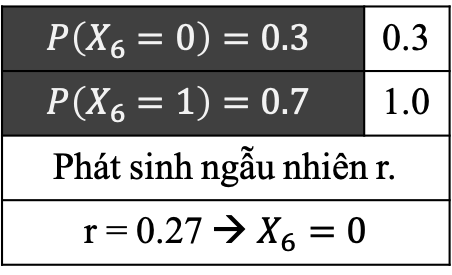 P(X₆ = 0) = 0.3 0.3
P(X₆ = 1) = 0.7 1.0
Phát sinh ngẫu nhiên r.
r = 0.27 → X₆ = 0